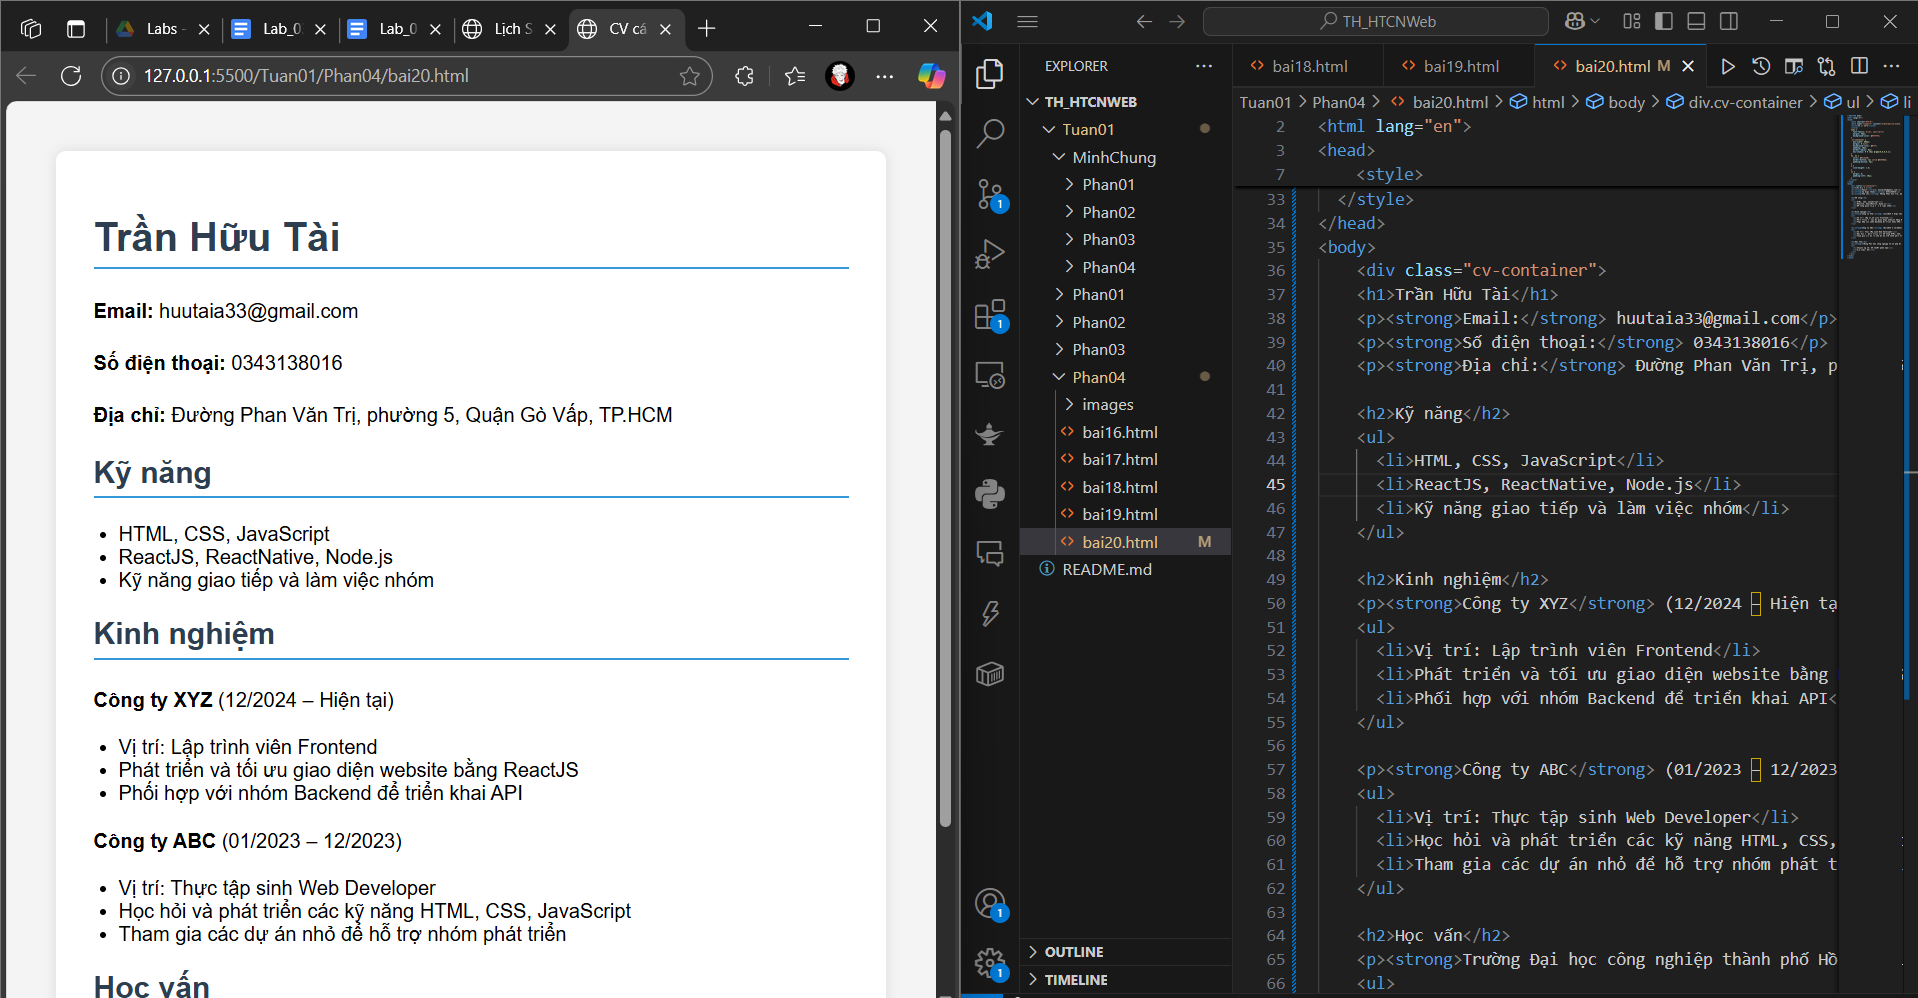 Labs -
Lab_0
Lab_0
Lịch S
CV cá
127.0.0.1:5500/Tuan01/Phan04/bai20.html
Trần Hữu Tài
Email: huutaia33@gmail.com
Số điện thoại: 0343138016
Địa chỉ: Đường Phan Văn Trị, phường 5, Quận Gò Vấp, TP.HCM
Kỹ năng
HTML, CSS, JavaScript
ReactJS, ReactNative, Node.js
Kỹ năng giao tiếp và làm việc nhóm
Kinh nghiệm
Công ty XYZ (12/2024 – Hiện tại)
Vị trí: Lập trình viên Frontend
Phát triển và tối ưu giao diện website bằng ReactJS
Phối hợp với nhóm Backend để triển khai API
Công ty ABC (01/2023 – 12/2023)
Vị trí: Thực tập sinh Web Developer
Học hỏi và phát triển các kỹ năng HTML, CSS, JavaScript
Tham gia các dự án nhỏ để hỗ trợ nhóm phát triển
Học vấn
TH_HTCNWeb
EXPLORER
TH_HTCNWEB
Tuan01
MinhChung
Phan01
Phan02
Phan03
Phan04
Phan01
Phan02
Phan03
Phan04
images
bai16.html
bai17.html
bai18.html
bai19.html
bai20.html M
README.md
OUTLINE
TIMELINE
1
1
1
1
bai18.html
bai19.html
bai20.html M
Tuan01 > Phan04 > bai20.html > html > body > div.cv-container > ul > li
2 <html lang="en">
3 <head>
7 <style>
33 </style>
34 </head>
35 <body>
36 <div class="cv-container">
37 <h1>Trần Hữu Tài</h1>
38 <p><strong>Email:</strong> huutaia33@gmail.com</p>
39 <p><strong>Số điện thoại:</strong> 0343138016</p>
40 <p><strong>Địa chỉ:</strong> Đường Phan Văn Trị, p
41
42 <h2>Kỹ năng</h2>
43 <ul>
44 <li>HTML, CSS, JavaScript</li>
45 <li>ReactJS, ReactNative, Node.js</li>
46 <li>Kỹ năng giao tiếp và làm việc nhóm</li>
47 </ul>
48
49 <h2>Kinh nghiệm</h2>
50 <p><strong>Công ty XYZ</strong> (12/2024 – Hiện tạ
51 <ul>
52 <li>Vị trí: Lập trình viên Frontend</li>
53 <li>Phát triển và tối ưu giao diện website bằng
54 <li>Phối hợp với nhóm Backend để triển khai API<
55 </ul>
56
57 <p><strong>Công ty ABC</strong> (01/2023 – 12/2023
58 <ul>
59 <li>Vị trí: Thực tập sinh Web Developer</li>
60 <li>Học hỏi và phát triển các kỹ năng HTML, CSS,
61 <li>Tham gia các dự án nhỏ để hỗ trợ nhóm phát t
62 </ul>
63
64 <h2>Học vấn</h2>
65 <p><strong>Trường Đại học công nghiệp thành phố Hồ
66 <ul>